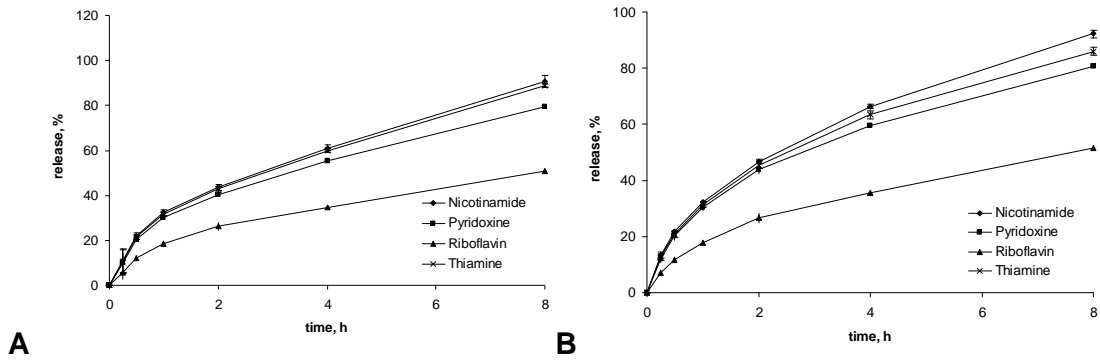 120
100
80
60
40
20
0
release, %
0 2 4 6 8
time, h
Nicotinamide
Pyridoxine
Riboflavin
Thiamine
A
100
80
60
40
20
0
release, %
0 2 4 6 8
time, h
Nicotinamide
Pyridoxine
Riboflavin
Thiamine
B